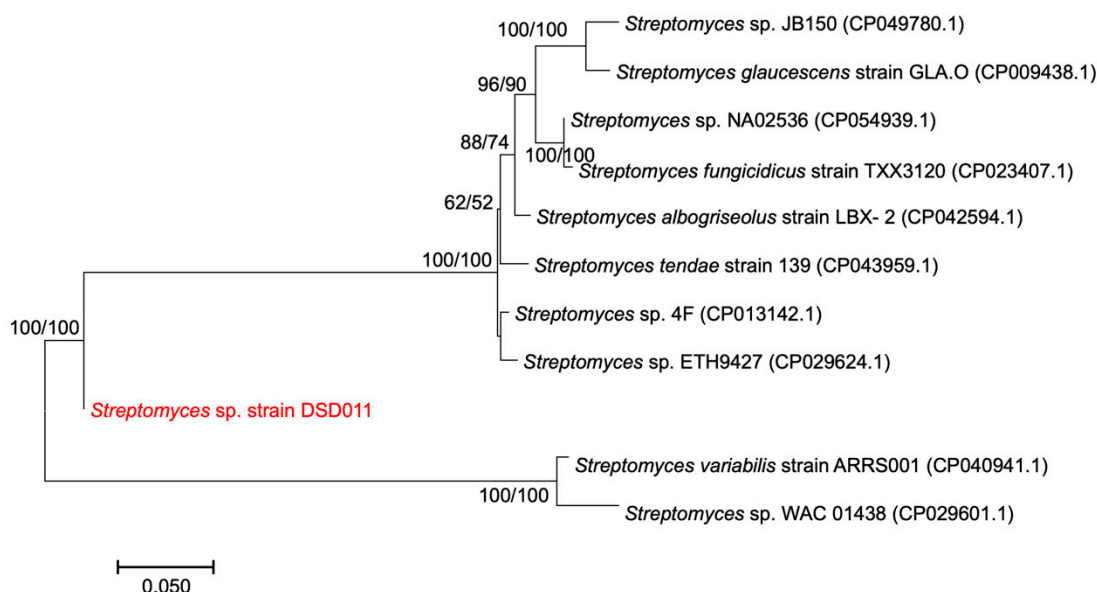 100/100
Streptomyces sp. JB150 (CP049780.1)
Streptomyces glaucescens strain GLA.O (CP009438.1)
96/90
Streptomyces sp. NA02536 (CP054939.1)
88/74
100/100
Streptomyces fungicidicus strain TXX3120 (CP023407.1)
62/52
Streptomyces albogriseolus strain LBX- 2 (CP042594.1)
100/100
Streptomyces tendae strain 139 (CP043959.1)
Streptomyces sp. 4F (CP013142.1)
100/100
Streptomyces sp. ETH9427 (CP029624.1)
Streptomyces sp. strain DSD011
Streptomyces variabilis strain ARRS001 (CP040941.1)
100/100
Streptomyces sp. WAC 01438 (CP029601.1)
0.050